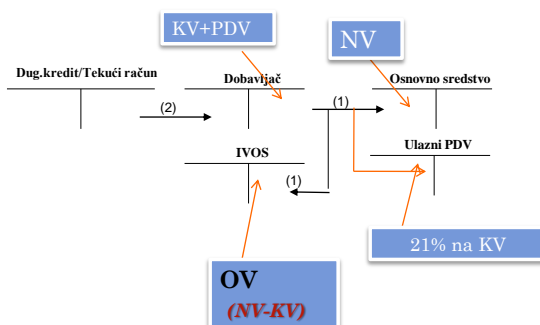 KV+PDV
NV
Dug.kredit/Tekući račun
Dobavljač
Osnovno sredstvo
(2)
(1)
IVOS
Ulazni PDV
(1)
21% na KV
OV
(NV-KV)